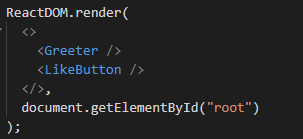 ReactDOM.render(
  <>
    <Greeter />
    <LikeButton />
  </>,
  document.getElementById("root")
);